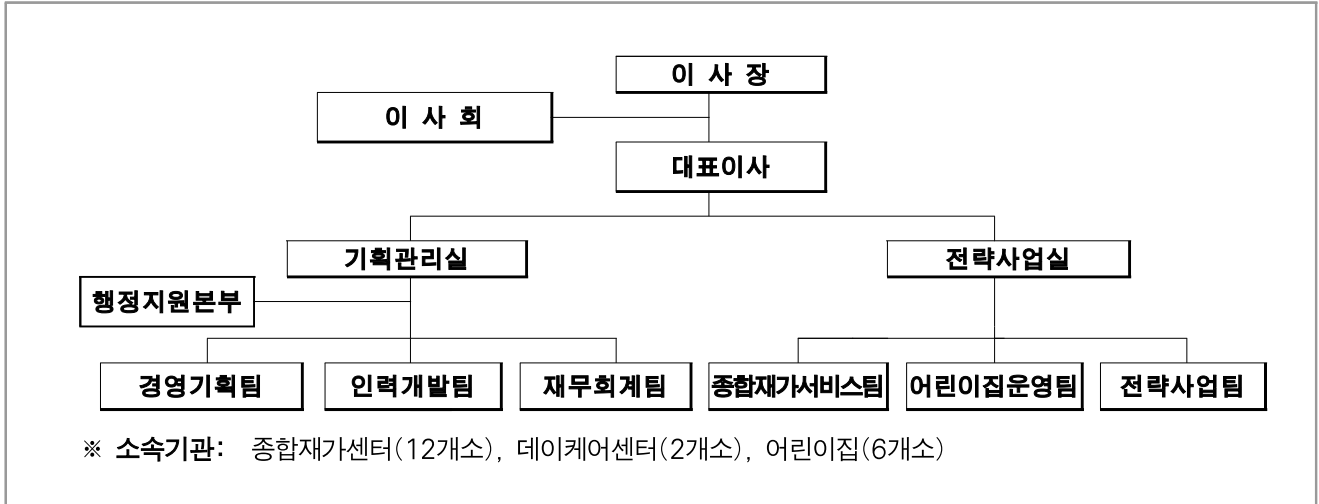 이 사 장
이 사 회
대표이사
기획관리실
전략사업실
행정지원본부
경영기획팀
인력개발팀
재무회계팀
종합재가서비스팀
어린이집운영팀
전략사업팀
※ 소속기관: 종합재가센터(12개소), 데이케어센터(2개소), 어린이집(6개소)